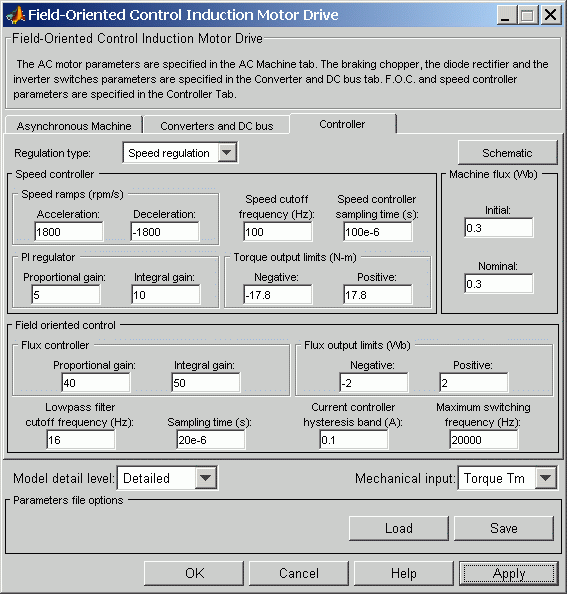 Field-Oriented Control Induction Motor Drive
Field-Oriented Control Induction Motor Drive
The AC motor parameters are specified in the AC Machine tab. The braking chopper, the diode rectifier and the
inverter switches parameters are specified in the Converter and DC bus tab. F.O.C. and speed controller
parameters are specified in the Controller Tab.
Asynchronous Machine Converters and DC bus Controller
Regulation type: Speed regulation Schematic
Speed controller
Speed ramps (rpm/s)
Acceleration: Deceleration:
1800 -1800
Speed cutoff
frequency (Hz):
100
Speed controller
sampling time (s):
100e-6
PI regulator
Proportional gain: Integral gain:
5 10
Torque output limits (N-m)
Negative: Positive:
-17.8 17.8
Machine flux (Wb)
Initial:
0.3
Nominal:
0.3
Field oriented control
Flux controller
Proportional gain: Integral gain:
40 50
Flux output limits (Wb)
Negative: Positive:
-2 2
Lowpass filter
cutoff frequency (Hz):
16
Sampling time (s):
20e-6
Current controller
hysteresis band (A):
0.1
Maximum switching
frequency (Hz):
20000
Model detail level: Detailed Mechanical input: Torque Tm
Parameters file options
Load Save
OK Cancel Help Apply